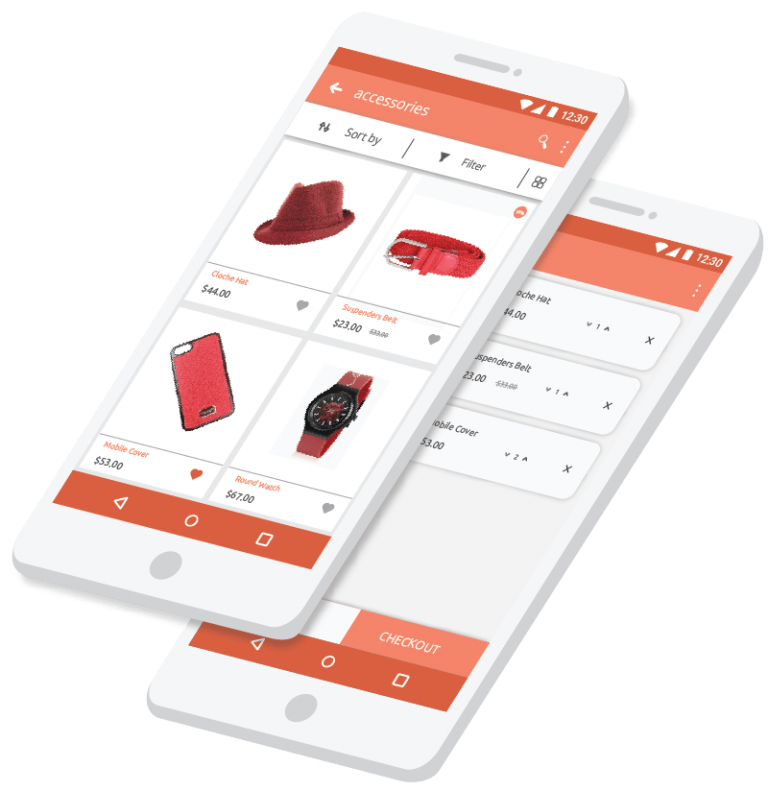 12:30
accessories
Sort by
Filter
Cloche Hat
$44.00
Suspenders Belt
$23.00 $33.00
Mobile Cover
$53.00
Round Watch
$67.00
12:30
oche Hat
44.00
1
X
uspenders Belt
23.00 $33.00
1
X
obile Cover
53.00
2
X
CHECKOUT